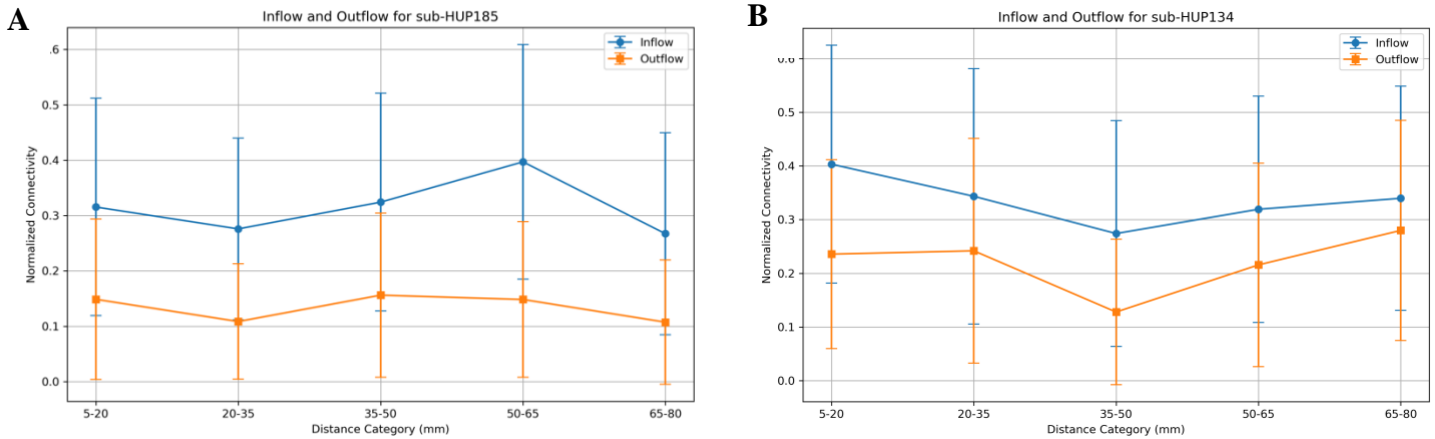 A
Inflow and Outflow for sub-HUP185
Inflow
Outflow
.6
0.5
0.4
0.3
0.2
0.1
0.0
Normalized Connectivity
5-20
20-35
35-50
50-65
65-80
Distance Category (mm)
B
Inflow and Outflow for sub-HUP134
Inflow
Outflow
0.6
0.5
0.4
0.3
0.2
0.1
0.0
Normalized Connectivity
5-20
20-35
35-50
50-65
65-80
Distance Category (mm)